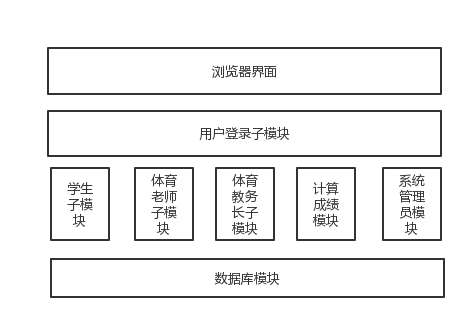 浏览器界面
用户登录子模块
学生
子模
块
体育
老师
子模
块
体育
教务
长子
模块
计算
成绩
模块
系统
管理
员模
块
数据库模块